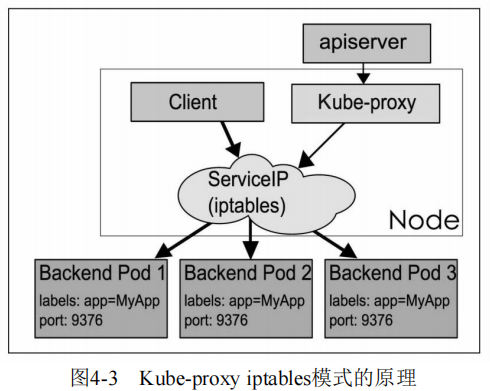 apiserver
Client
Kube-proxy
ServiceIP
(iptables)
Node
Backend Pod 1
labels: app=MyApp
port: 9376
Backend Pod 2
labels: app=MyApp
port: 9376
Backend Pod 3
labels: app=MyApp
port: 9376
图4-3 Kube-proxy iptables模式的原理